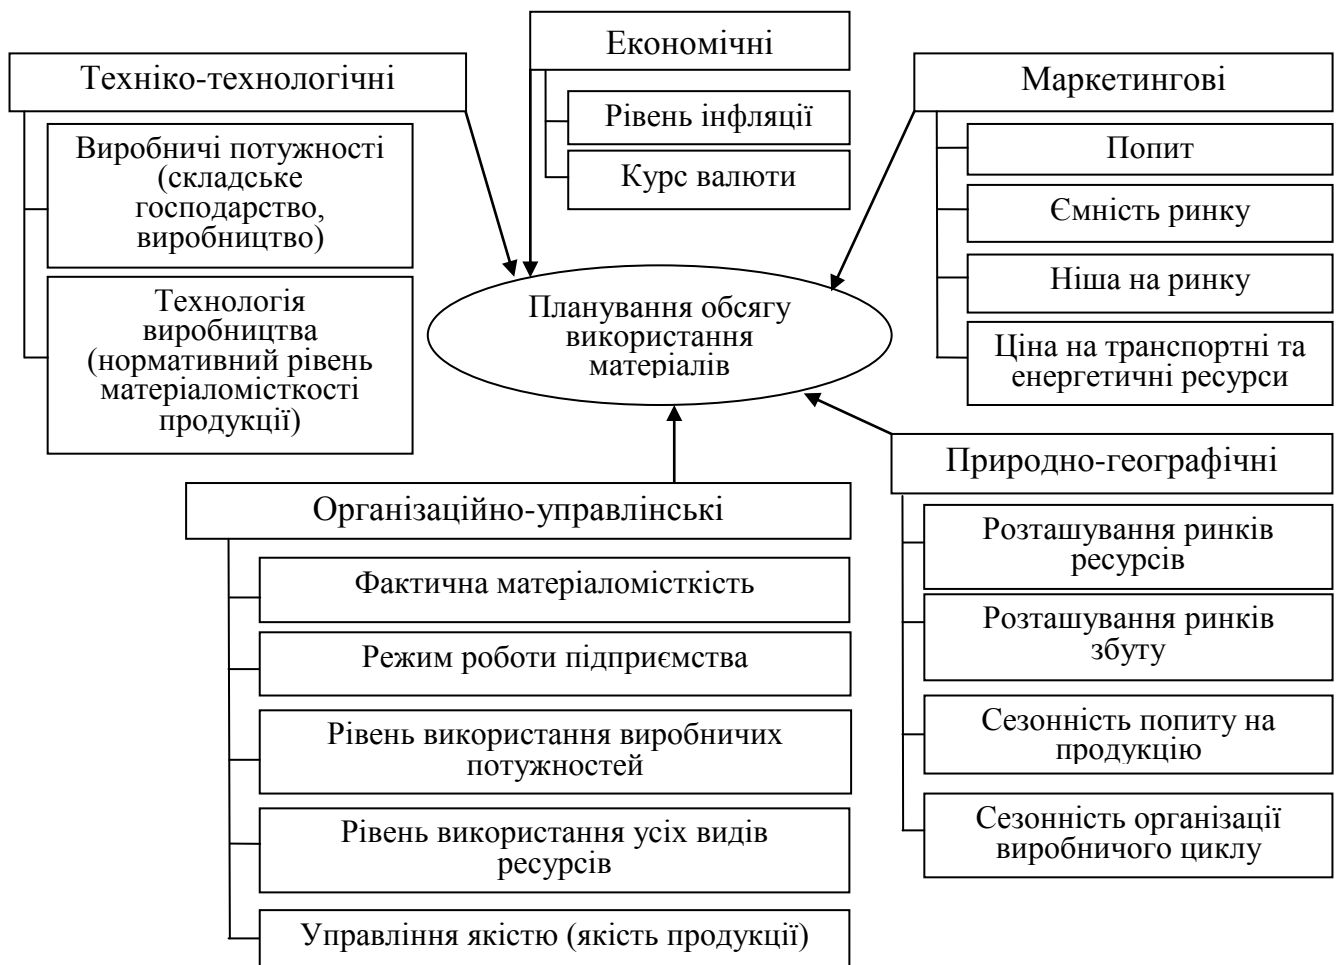 Економічні
Рівень інфляції
Курс валюти
Техніко-технологічні
Виробничі потужності
(складське
господарство,
виробництво)
Технологія
виробництва
(нормативний рівень
матеріаломісткості
продукції)
Маркетингові
Попит
Ємність ринку
Ніша на ринку
Ціна на транспортні та
енергетичні ресурси
Планування обсягу
використання
матеріалів
Природно-географічні
Розташування ринків
ресурсів
Розташування ринків
збуту
Сезонність попиту на
продукцію
Сезонність організації
виробничого циклу
Організаційно-управлінські
Фактична матеріаломісткість
Режим роботи підприємства
Рівень використання виробничих
потужностей
Рівень використання усіх видів
ресурсів
Управління якістю (якість продукції)